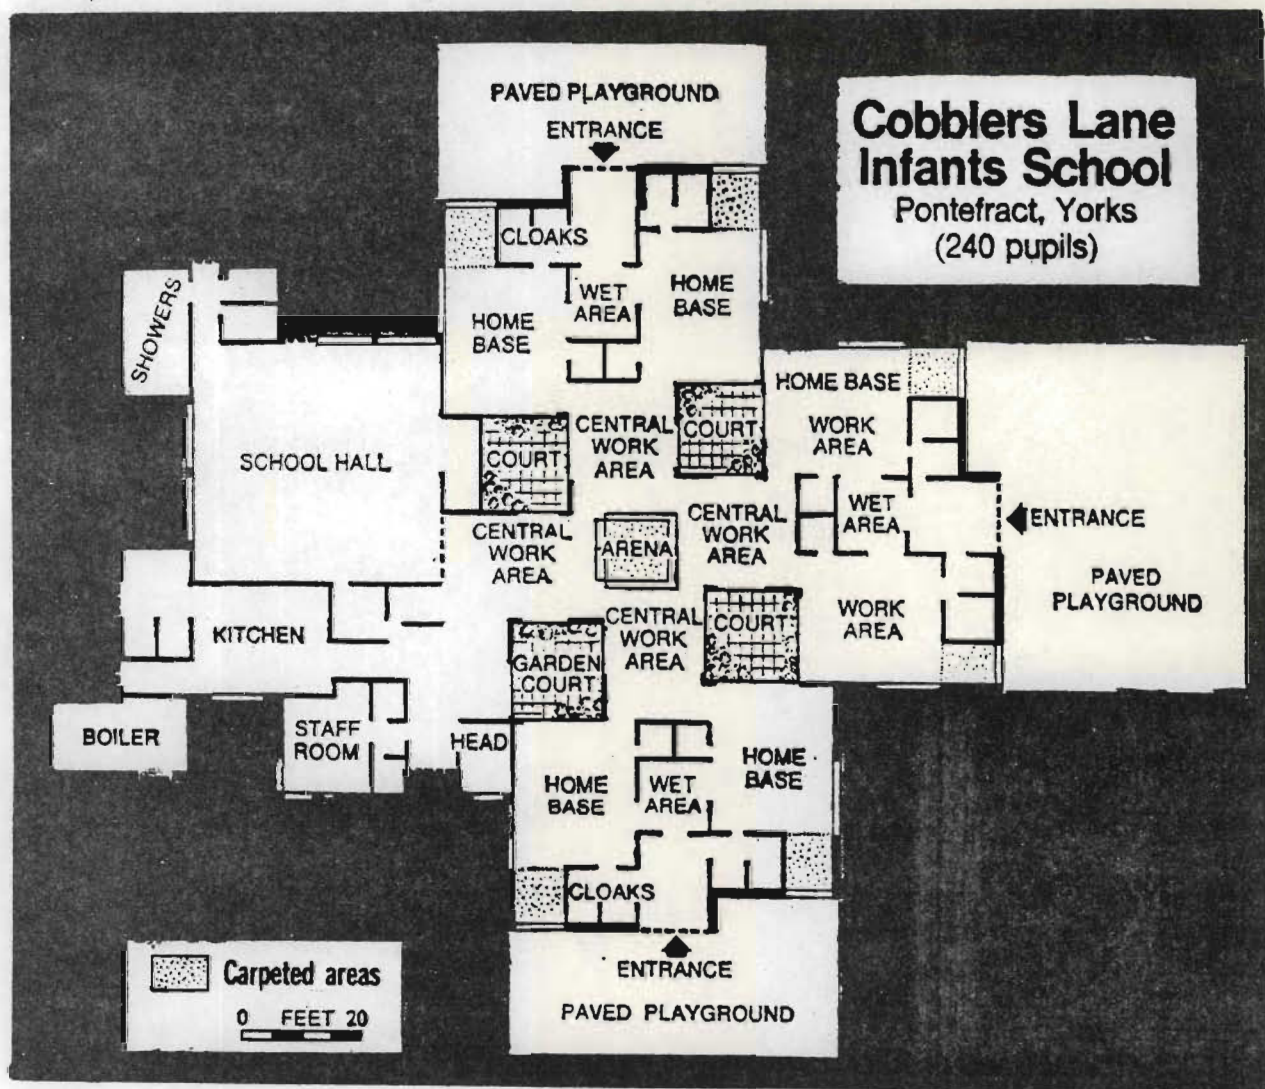 PAVED PLAYGROUND
ENTRANCE
Cobblers Lane
Infants School
Pontefract, Yorks
(240 pupils)
CLOAKS
SHOWERS
HOME
BASE
WET
AREA
HOME
BASE
HOME BASE
WORK
AREA
SCHOOL HALL
COURT
CENTRAL
WORK
AREA
COURT
WET
AREA
ENTRANCE
CENTRAL
WORK
AREA
ARENA
CENTRAL
WORK
AREA
PAVED
PLAYGROUND
KITCHEN
GARDEN
COURT
CENTRAL
WORK
AREA
COURT
WORK
AREA
BOILER
STAFF
ROOM
HEAD
HOME
BASE
WET
AREA
HOME
BASE
CLOAKS
ENTRANCE
PAVED PLAYGROUND
Carpeted areas
0 FEET 20